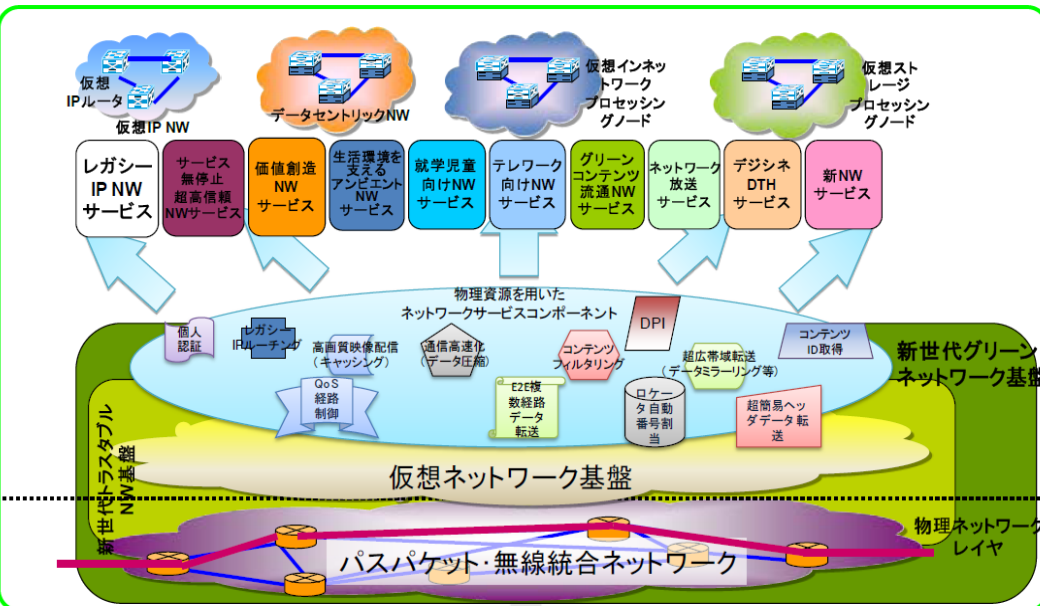 仮想
IPルータ
仮想IP NW
データセントリックNW
仮想インネッ
トワーク
プロセッシン
グノード
仮想スト
レージ
プロセッシン
グノード
レガシー
IP NW
サービス
サービス
無停止
超高信頼
NWサービス
価値創造
NW
サービス
生活環境を
支える
アンビエント
NW
サービス
就学児童
向けNW
サービス
テレワーク
向けNW
サービス
グリーン
コンテンツ
流通NW
サービス
ネットワーク
放送
サービス
デジシネ
DTH
サービス
新NW
サービス
物理資源を用いた
ネットワークサービスコンポーネント
個人
認証
レガシー
IPルーチング
高画質映像配信
(キャッシング)
通信高速化
(データ圧縮)
コンテンツ
フィルタリング
DPI
超広帯域転送
(データミラーリング等)
コンテンツ
ID取得
QoS
経路
制御
E2E複
数経路
データ
転送
ロケー
タ自動
番号割
当
超簡易ヘッ
ダデータ転
送
新世代グリーン
ネットワーク基盤
新世代トラスタブル
NW基盤
仮想ネットワーク基盤
物理ネットワーク
レイヤ
パスパケット・無線統合ネットワーク